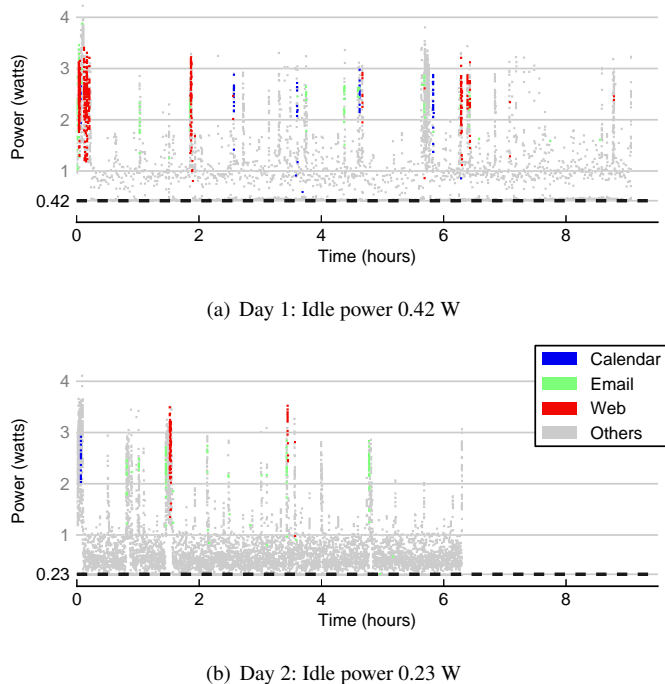 4
3
2
1
0.42
Power (watts)
0 2 4 6 8
Time (hours)
(a) Day 1: Idle power 0.42 W
Calendar
Email
Web
Others
4
3
2
1
0.23
Power (watts)
0 2 4 6 8
Time (hours)
(b) Day 2: Idle power 0.23 W